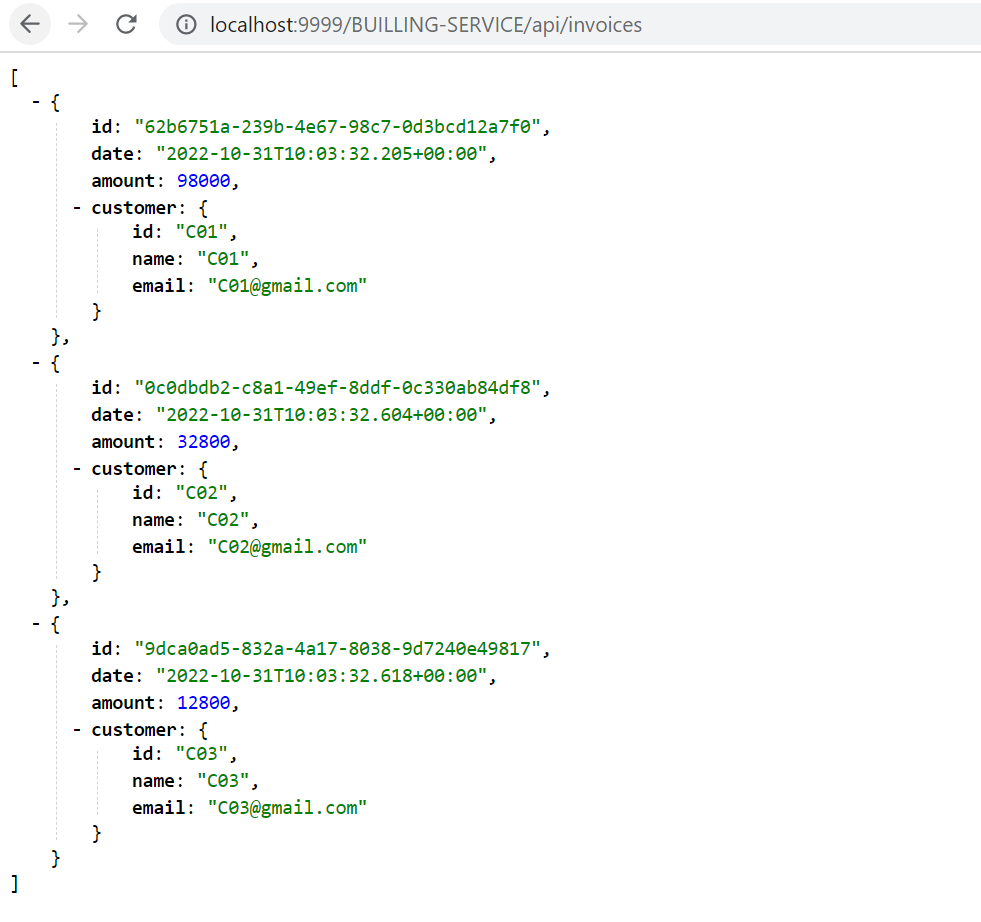 localhost:9999/BUILLING-SERVICE/api/invoices
[
- {
id: "62b6751a-239b-4e67-98c7-0d3bcd12a7f0",
date: "2022-10-31T10:03:32.205+00:00",
amount: 98000,
- customer: {
id: "C01",
name: "C01",
email: "C01@gmail.com"
}
},
- {
id: "0c0dbdb2-c8a1-49ef-8ddf-0c330ab84df8",
date: "2022-10-31T10:03:32.604+00:00",
amount: 32800,
- customer: {
id: "C02",
name: "C02",
email: "C02@gmail.com"
}
},
- {
id: "9dca0ad5-832a-4a17-8038-9d7240e49817",
date: "2022-10-31T10:03:32.618+00:00",
amount: 12800,
- customer: {
id: "C03",
name: "C03",
email: "C03@gmail.com"
}
}
]